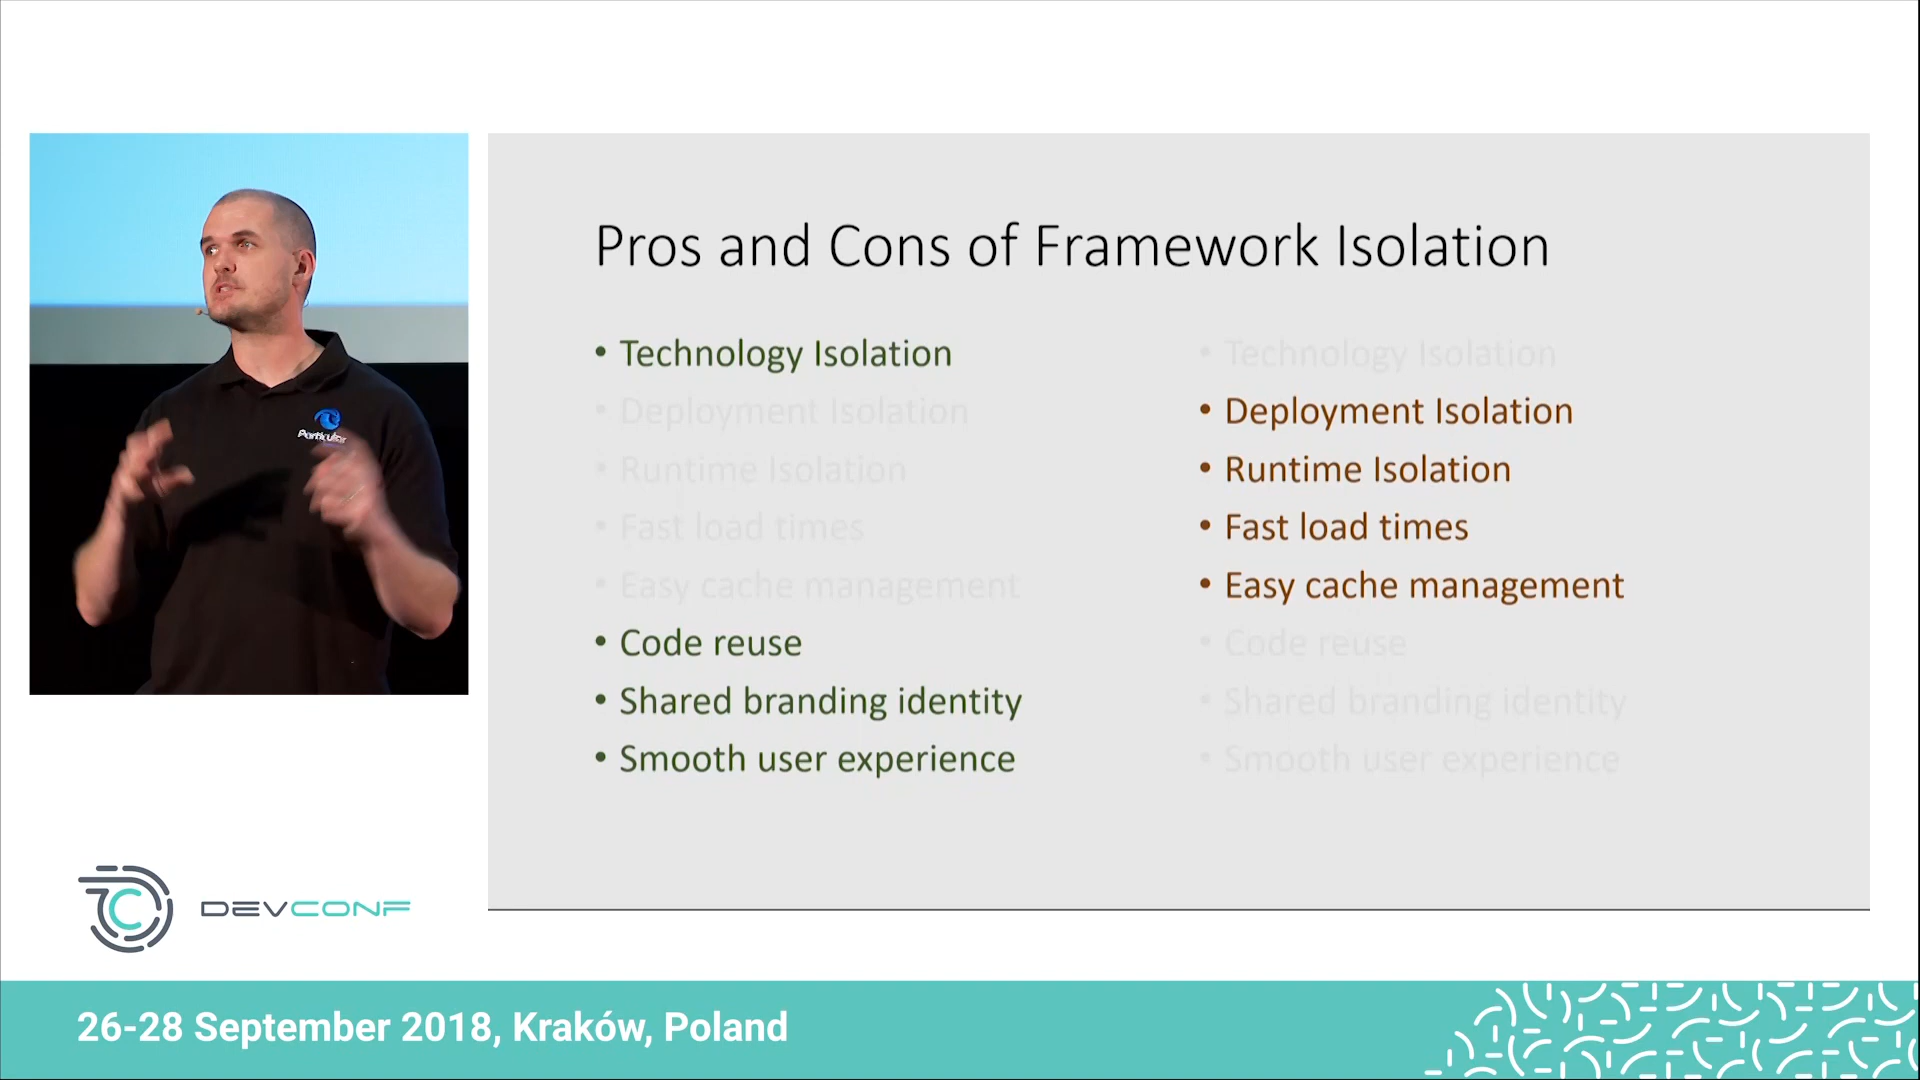 Particular
Pros and Cons of Framework Isolation
• Technology Isolation
• Deployment Isolation
• Runtime Isolation
• Fast load times
• Easy cache management
• Code reuse
• Shared branding identity
• Smooth user experience
• Technology Isolation
• Deployment Isolation
• Runtime Isolation
• Fast load times
• Easy cache management
• Code reuse
• Shared branding identity
• Smooth user experience
DEVCONF
26-28 September 2018, Kraków, Poland